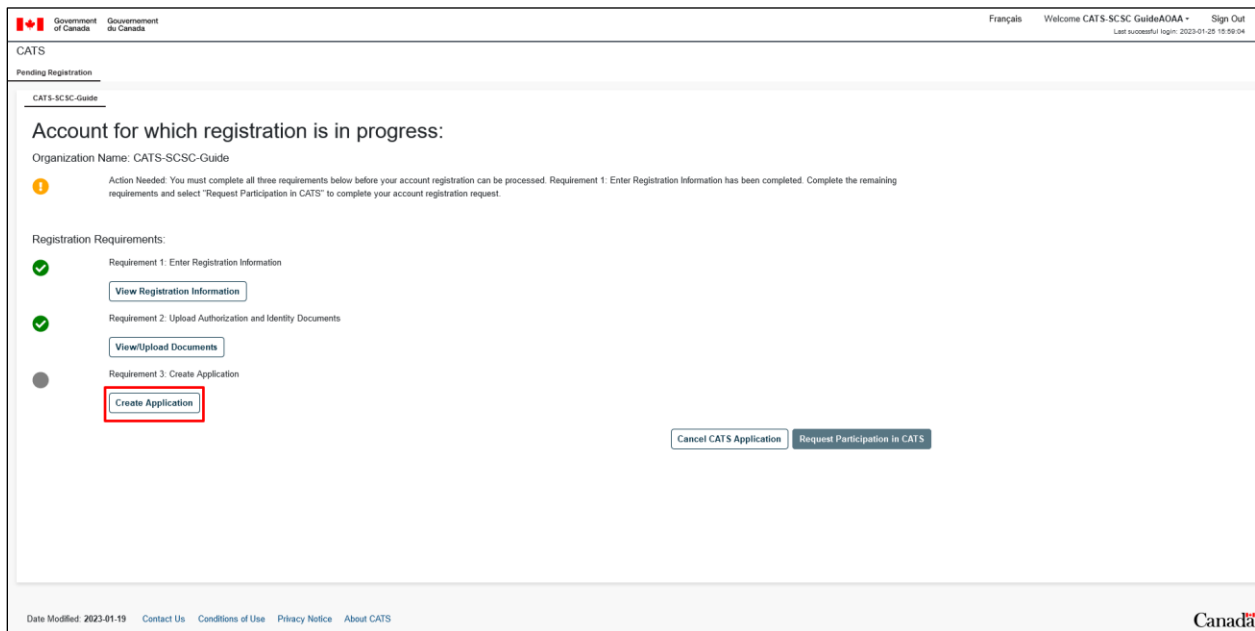 Government of Canada Gouvernement du Canada
Français Welcome CATS-SCSC GuideAOAA Sign Out
Last successful login: 2023-01-25 15:59:04
CATS
Pending Registration
CATS-SCSC-Guide
Account for which registration is in progress:
Organization Name: CATS-SCSC-Guide
Action Needed: You must complete all three requirements below before your account registration can be processed. Requirement 1: Enter Registration Information has been completed. Complete the remaining
requirements and select "Request Participation in CATS" to complete your account registration request.
Registration Requirements:
Requirement 1: Enter Registration Information
View Registration Information
Requirement 2: Upload Authorization and Identity Documents
View/Upload Documents
Requirement 3: Create Application
Create Application
Cancel CATS Application Request Participation in CATS
Date Modified: 2023-01-19 Contact Us Conditions of Use Privacy Notice About CATS
Canada